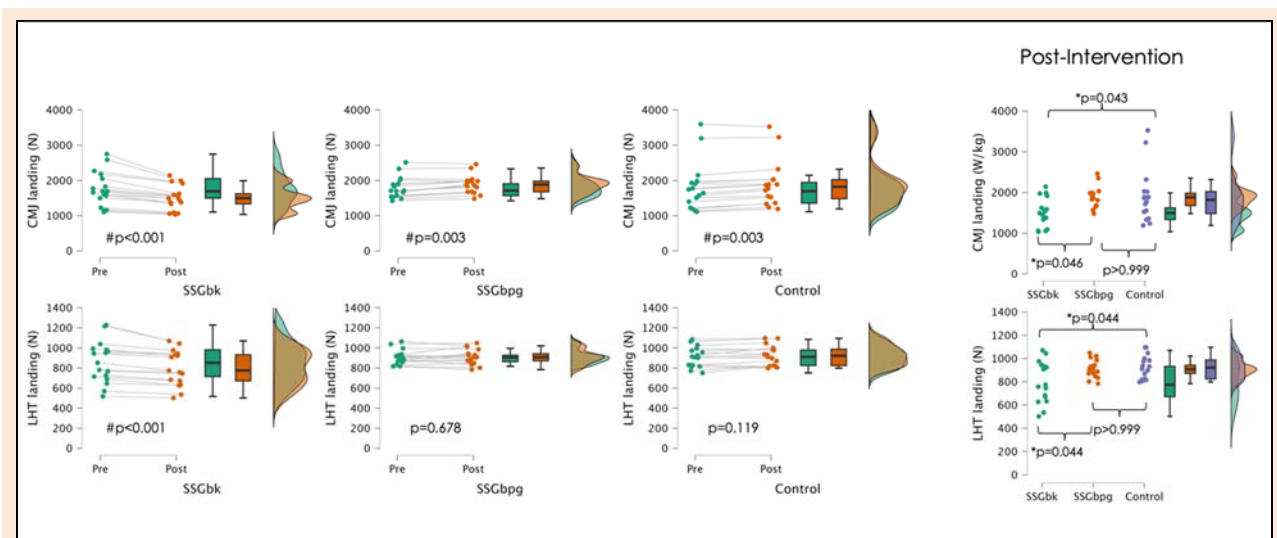 Post-Intervention
4000
3000
2000
1000
0
CMJ landing (N)
#p<0.001
Pre
Post
SSGbk
4000
3000
2000
1000
0
CMJ landing (N)
#p=0.003
Pre
Post
SSGbpg
4000
3000
2000
1000
0
CMJ landing (N)
#p=0.003
Pre
Post
Control
*p=0.043
4000
3000
2000
1000
0
CMJ landing (W/kg)
*p=0.046
p>0.999
SSGbk
SSGbpg
Control
1400
1200
1000
800
600
400
200
0
LHT landing (N)
#p<0.001
Pre
Post
SSGbk
1400
1200
1000
800
600
400
200
0
LHT landing (N)
p=0.678
Pre
Post
SSGbpg
1400
1200
1000
800
600
400
200
0
LHT landing (N)
p=0.119
Pre
Post
Control
*p=0.044
1400
1200
1000
800
600
400
200
0
LHT landing (N)
p>0.999
*p=0.044
SSGbk
SSGbpg
Control